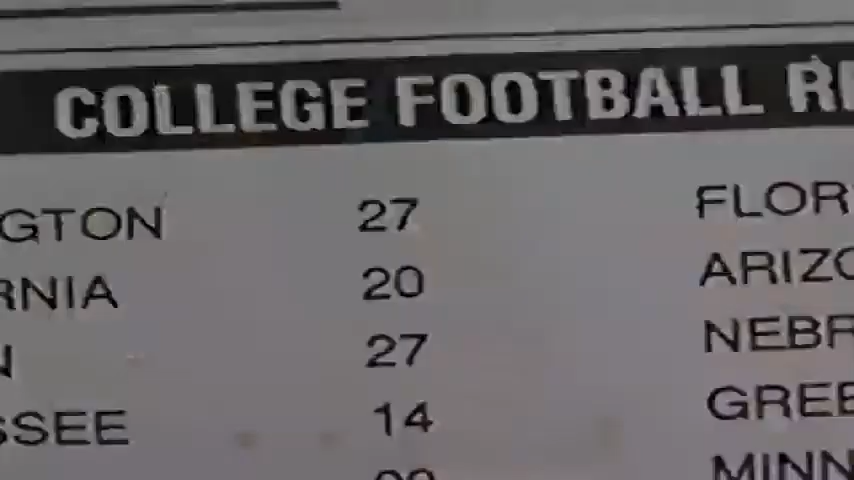 COLLEGE FOOTBALL R
GTON 27 FLOR
RNIA 20 ARIZO
N 27 NEBR
SSEE 14 GREE
MINN